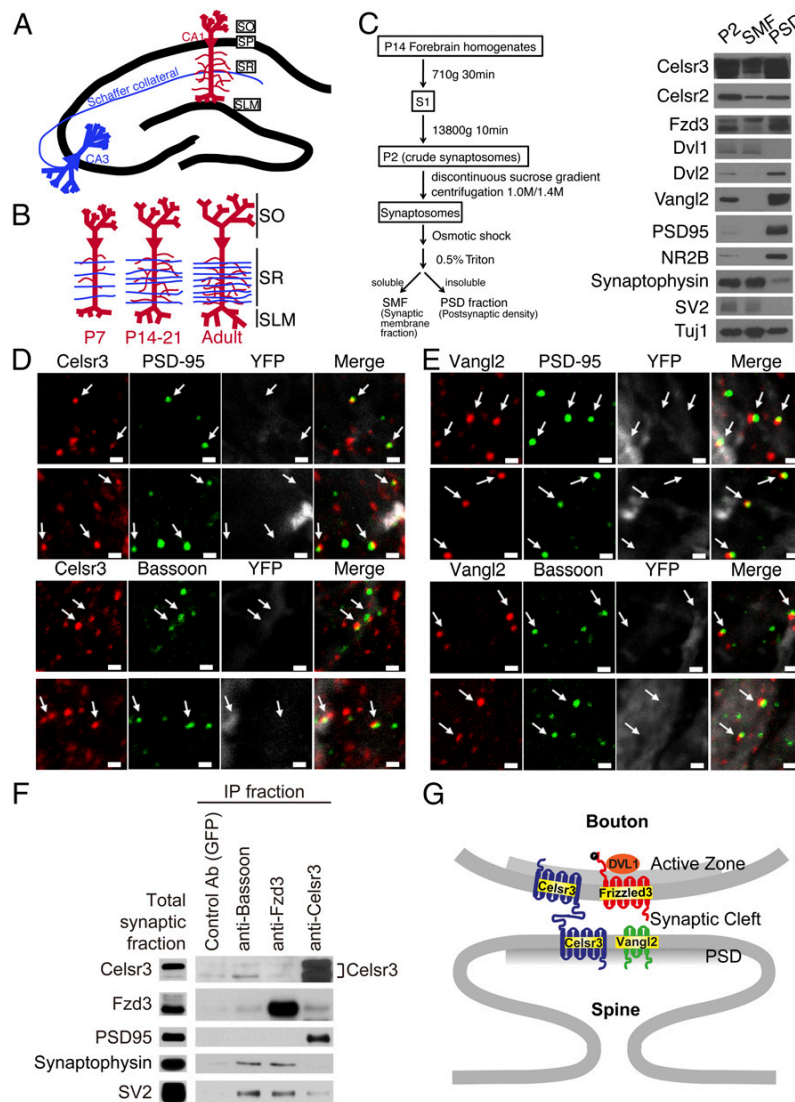 A
SO
CA1
SP
SR
Schaffer collateral
SLM
CA3
B
SO
SR
SLM
P7 P14-21 Adult
C
P14 Forebrain homogenates
710g 30min
S1
13800g 10min
P2 (crude synaptosomes)
discontinuous sucrose gradient
centrifugation 1.0M/1.4M
Synaptosomes
Osmotic shock
0.5% Triton
soluble insoluble
SMF PSD fraction
(Synaptic (Postsynaptic density)
membrane
fraction)
P2 SMF PSD
Celsr3
Celsr2
Fzd3
Dvl1
Dvl2
Vangl2
PSD95
NR2B
Synaptophysin
SV2
Tuj1
D
Celsr3 PSD-95 YFP Merge
Celsr3 Bassoon YFP Merge
E
Vangl2 PSD-95 YFP Merge
Vangl2 Bassoon YFP Merge
F
IP fraction
Total
synaptic
fraction
Control Ab (GFP)
anti-Bassoon
anti-Fzd3
anti-Celsr3
Celsr3 Celsr3
Fzd3
PSD95
Synaptophysin
SV2
G
Bouton
DVL1
Active Zone
Celsr3 Frizzled3
Synaptic Cleft
Celsr3 Vangl2
PSD
Spine